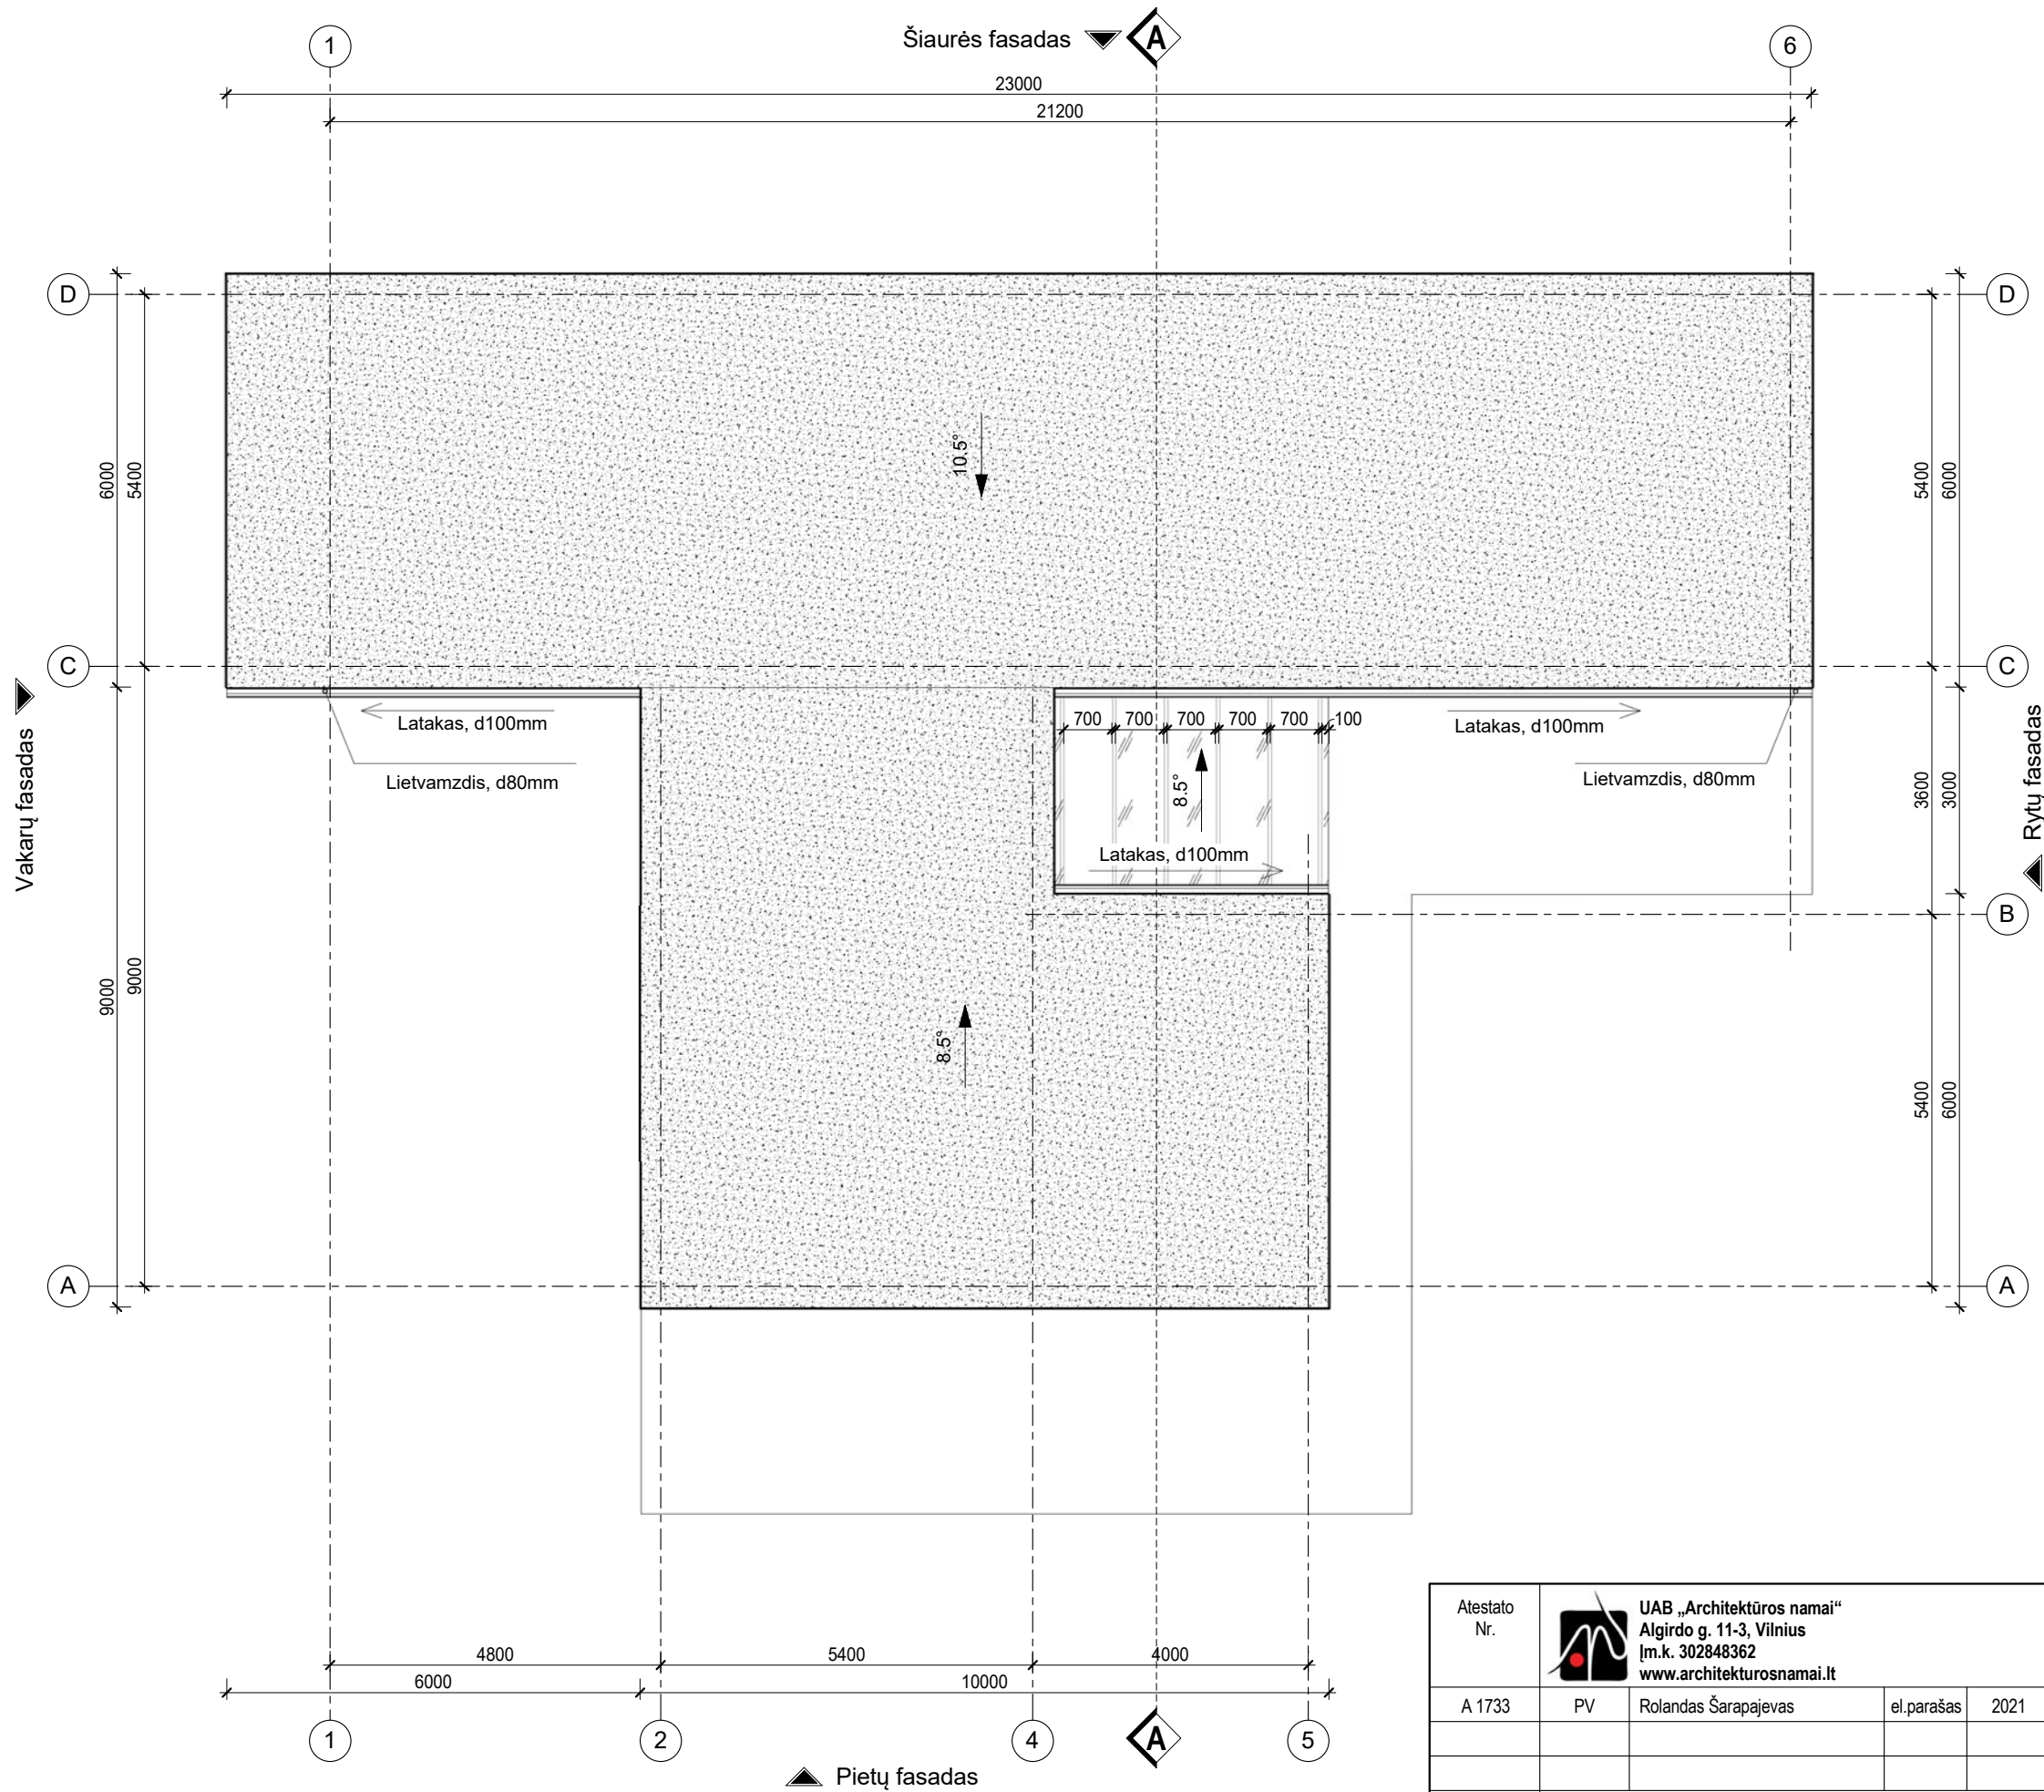 Šiaurės fasadas
A
1
6
23000
21200
D
D
10.5°
6000
5400
5400
6000
C
C
Latakas, d100mm
700 700 700 700 700 100
Latakas, d100mm
Lietvamzdis, d80mm
8.5°
Lietvamzdis, d80mm
Vakarų fasadas
Rytų fasadas
3600
3000
Latakas, d100mm
B
9000
9000
8.5°
5400
6000
A
A
4800
5400
4000
6000
10000
1
2
4
A
5
Pietų fasadas
Atestato
Nr.
UAB „Architektūros namai“
Algirdo g. 11-3, Vilnius
Įm.k. 302848362
www.architekturosnamai.lt
A 1733 PV Rolandas Šarapajevas el.parašas 2021